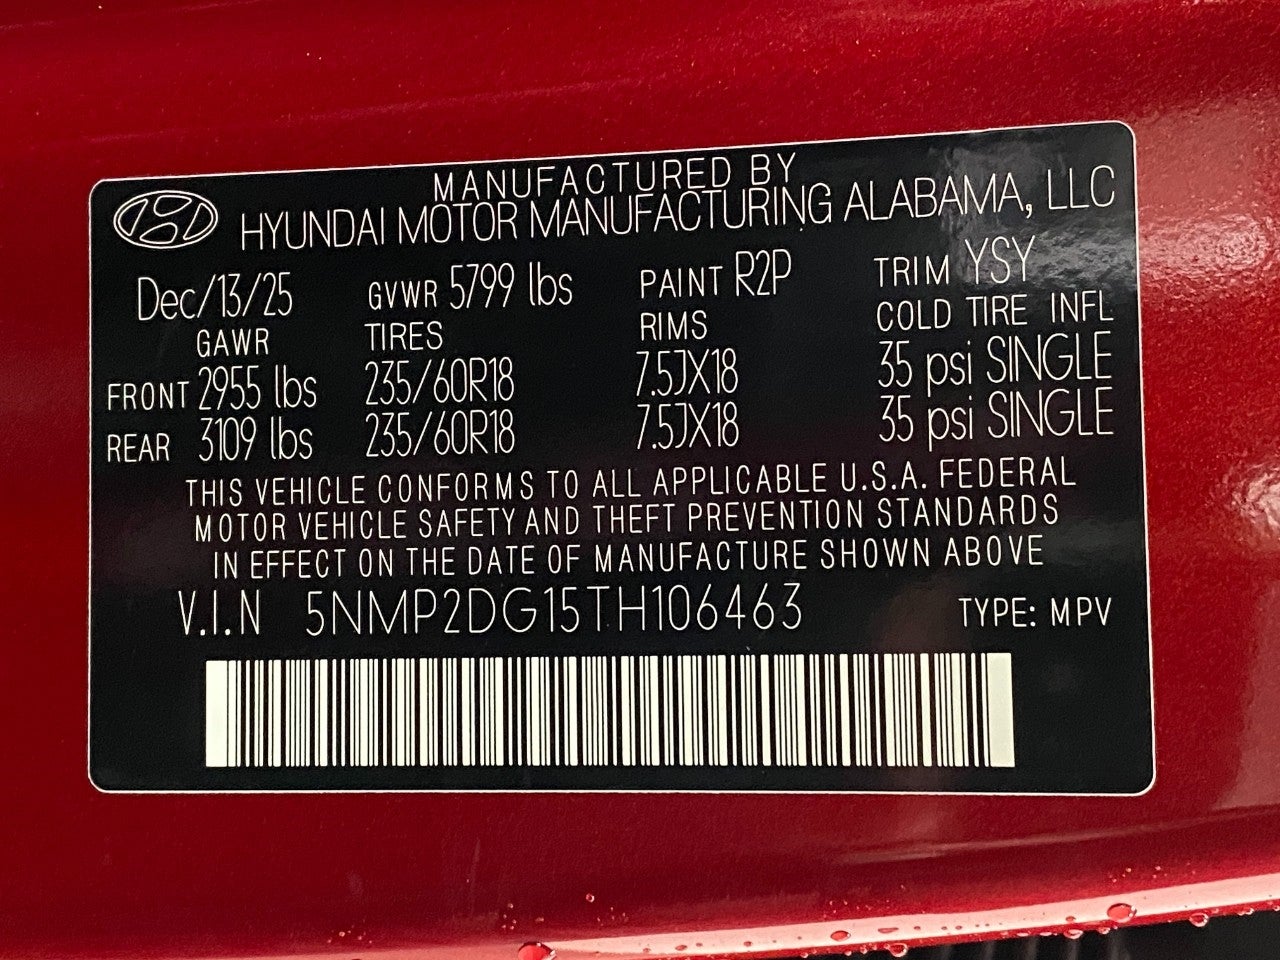 MANUFACTURED BY
HYUNDAI MOTOR MANUFACTURING ALABAMA, LLC
Dec/13/25 GVWR 5799 lbs PAINT R2P TRIM YSY
GAWR TIRES RIMS COLD TIRE INFL
FRONT 2955 lbs 235/60R18 7.5JX18 35 psi SINGLE
REAR 3109 lbs 235/60R18 7.5JX18 35 psi SINGLE
THIS VEHICLE CONFORMS TO ALL APPLICABLE U.S.A. FEDERAL
MOTOR VEHICLE SAFETY AND THEFT PREVENTION STANDARDS
IN EFFECT ON THE DATE OF MANUFACTURE SHOWN ABOVE
V.I.N 5NMP2DG15TH106463 TYPE: MPV